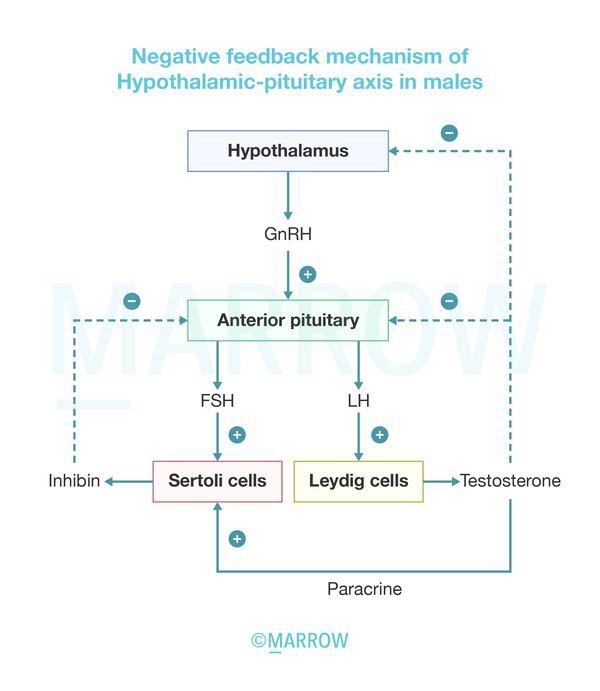 Negative feedback mechanism of
Hypothalamic-pituitary axis in males
−
Hypothalamus
GnRH
+
MARROW
−
−
Anterior pituitary
FSH
LH
+
+
Inhibin
Sertoli cells
Leydig cells
Testosterone
+
Paracrine
©MARROW